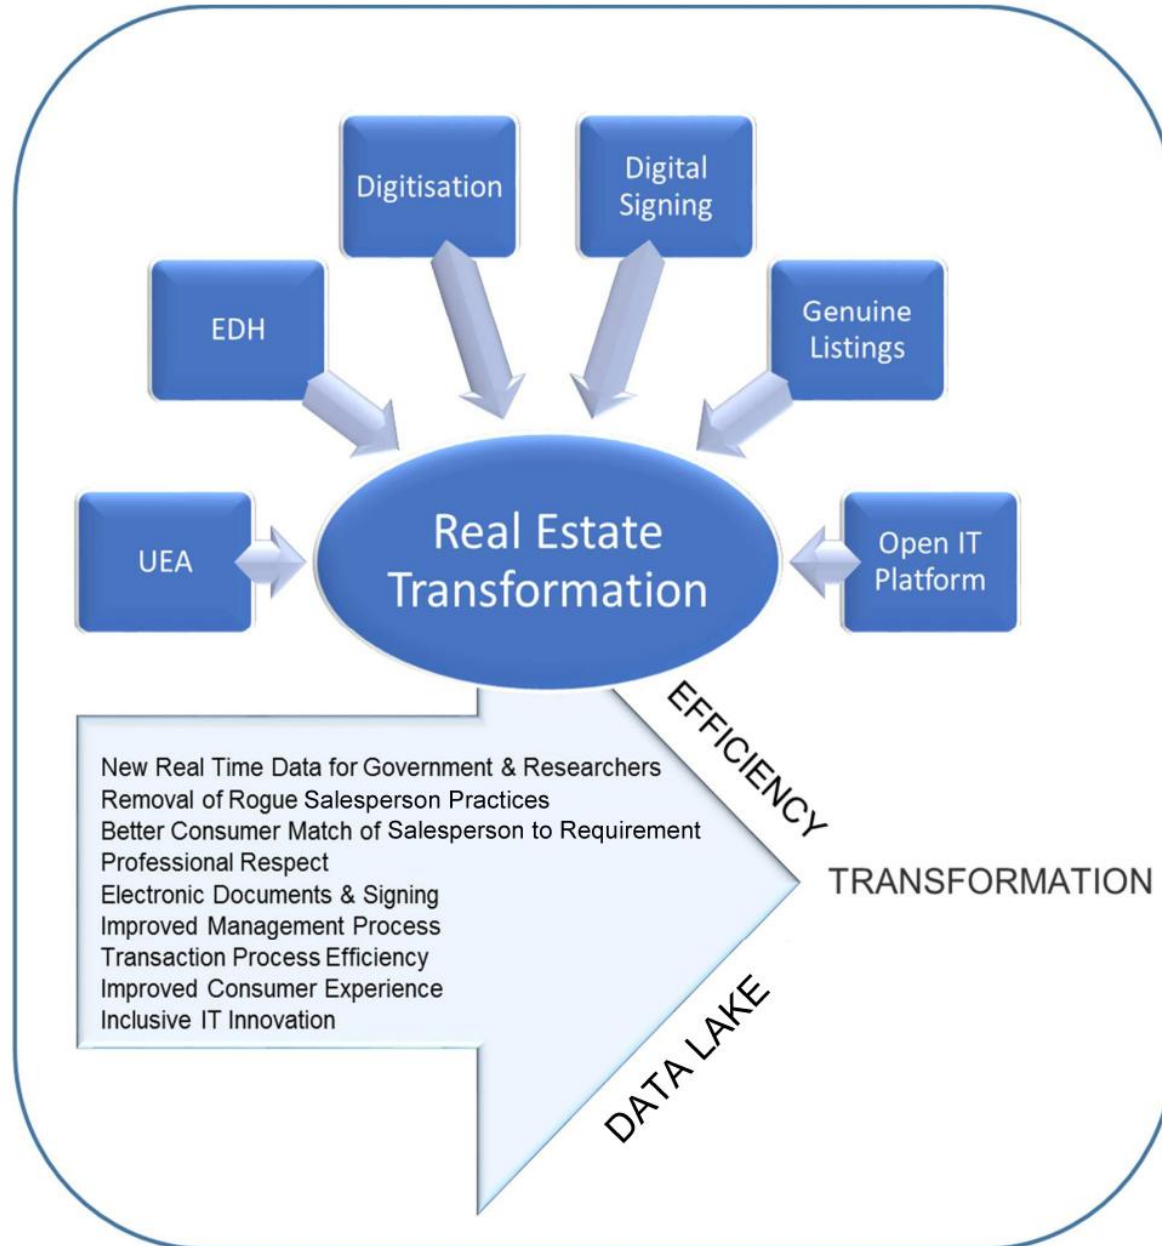 Digitisation
Digital
Signing
EDH
Genuine
Listings
UEA
Real Estate
Transformation
Open IT
Platform
New Real Time Data for Government & Researchers
Removal of Rogue Salesperson Practices
Better Consumer Match of Salesperson to Requirement
Professional Respect
Electronic Documents & Signing
Improved Management Process
Transaction Process Efficiency
Improved Consumer Experience
Inclusive IT Innovation
EFFICIENCY
TRANSFORMATION
DATA LAKE